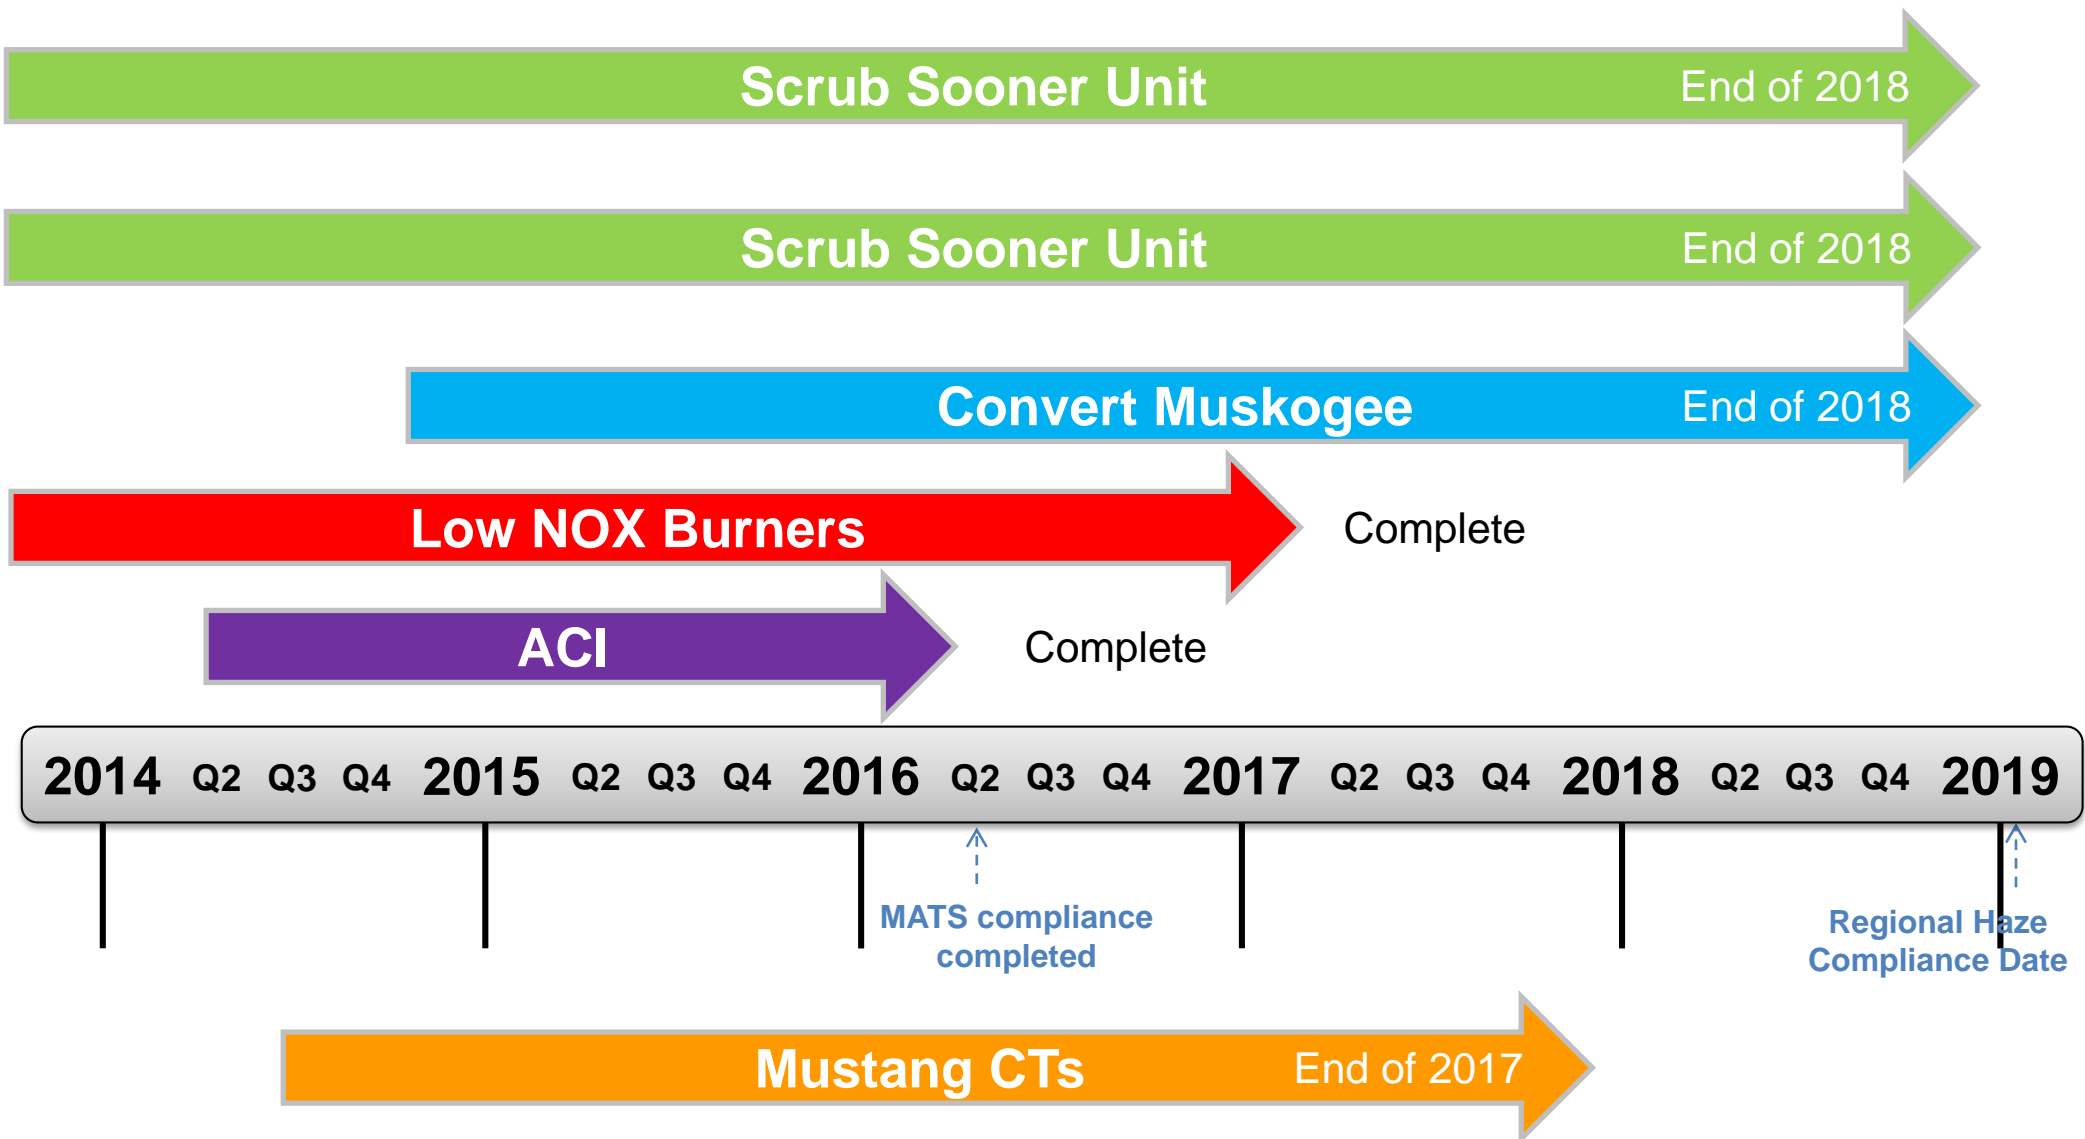 Scrub Sooner Unit End of 2018
Scrub Sooner Unit End of 2018
Convert Muskogee End of 2018
Low NOX Burners Complete
ACI Complete
2014 Q2 Q3 Q4 2015 Q2 Q3 Q4 2016 Q2 Q3 Q4 2017 Q2 Q3 Q4 2018 Q2 Q3 Q4 2019
MATS compliance
completed
Regional Haze
Compliance Date
Mustang CTs End of 2017